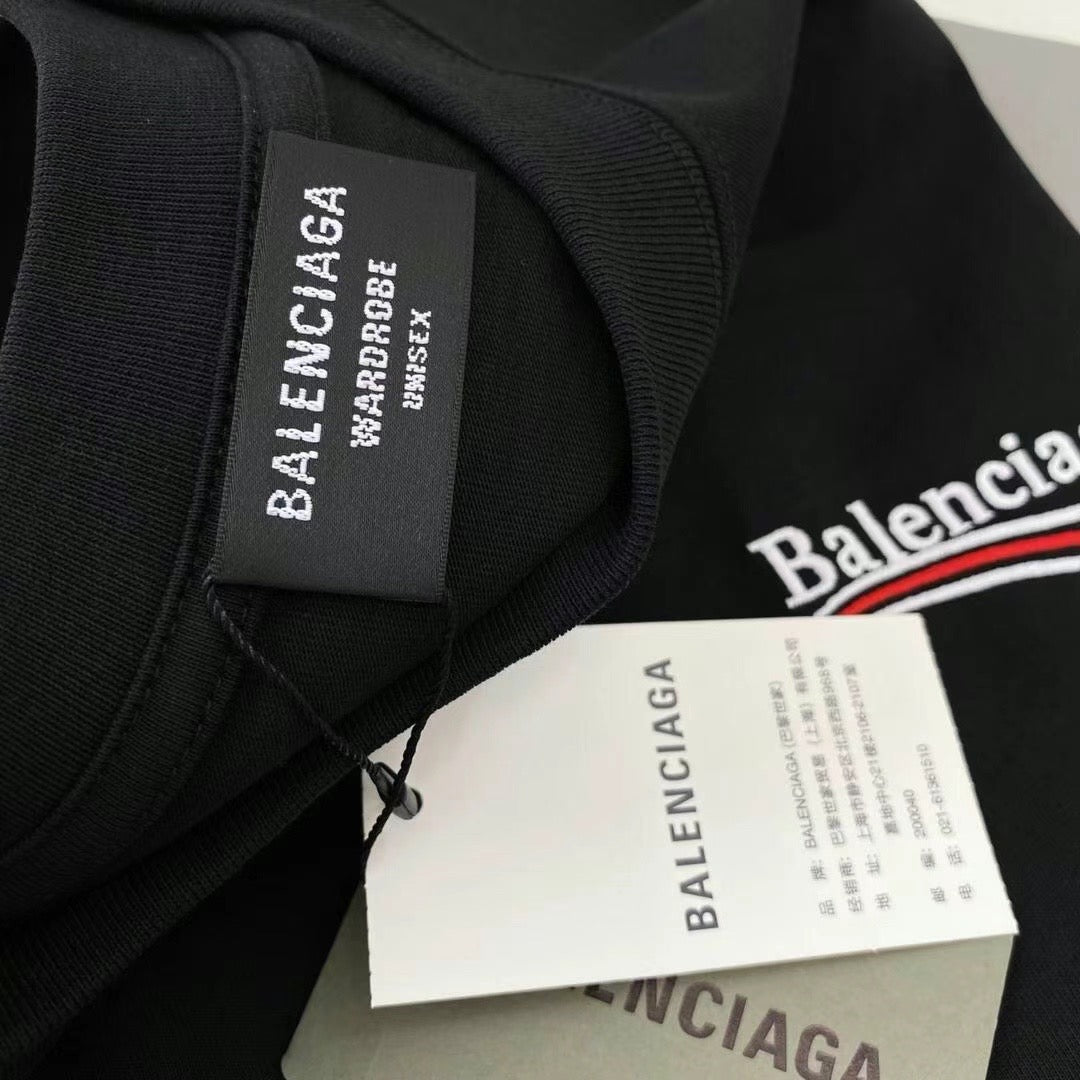 BALENCIAGA
WARDROBE
UNISEX
Balencia
BALENCIAGA
品 牌: BALENCIAGA (巴黎世家)
经销商: 巴黎世家贸易（上海）有限公司
地 址: 上海市静安区北京西路968号
嘉地中心21楼2106-2107室
邮 编: 200040
电 话: 021-61361510
ENCIAGA